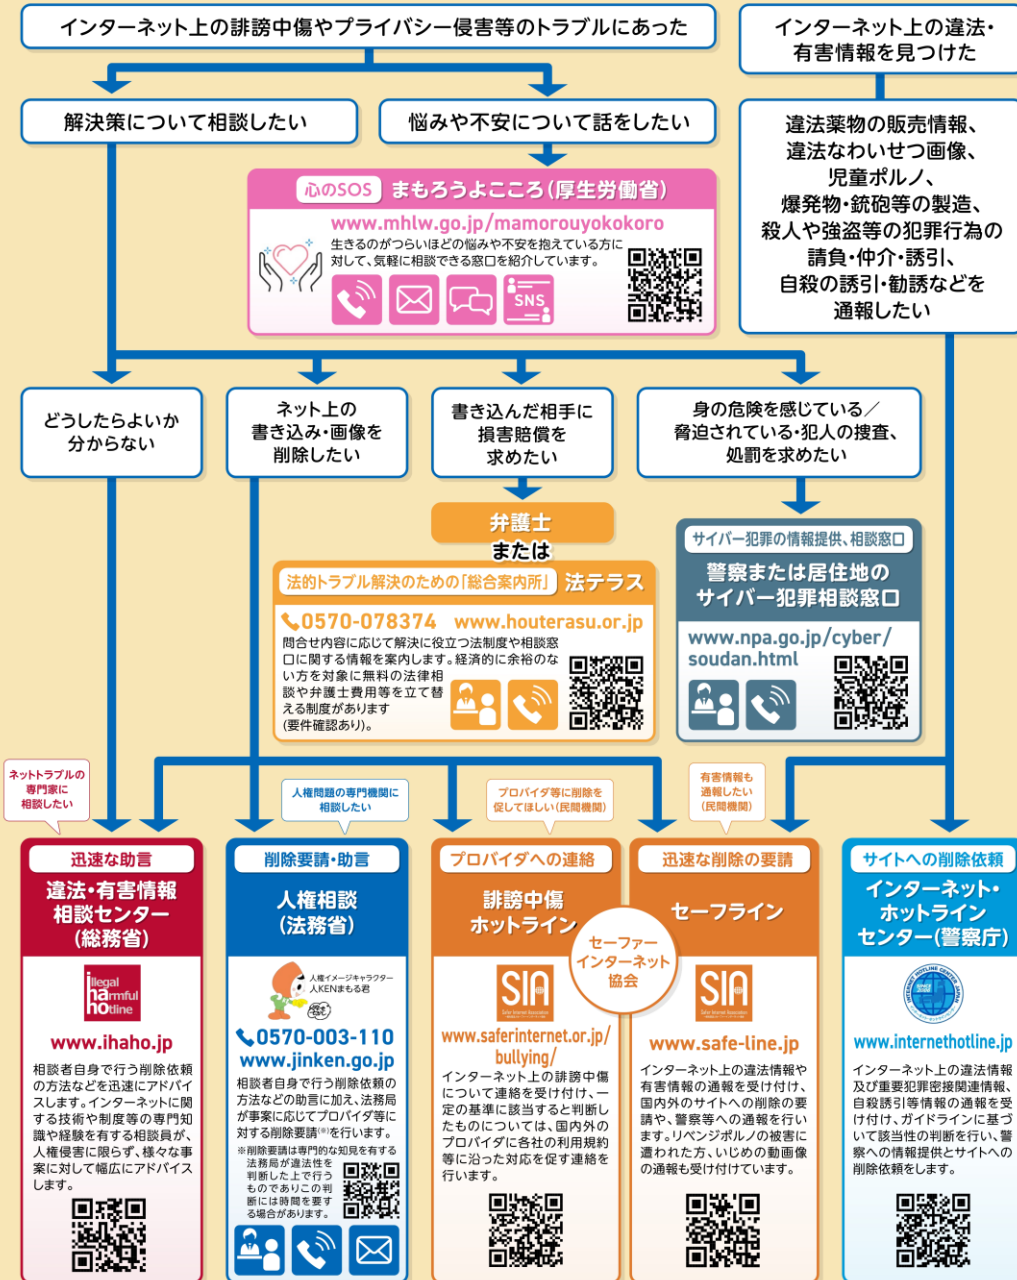 インターネット上の誹謗中傷やプライバシー侵害等のトラブルにあった
インターネット上の違法・
有害情報を見つけた
解決策について相談したい
悩みや不安について話をしたい
違法薬物の販売情報、
違法なわいせつ画像、
児童ポルノ、
爆発物・銃砲等の製造、
殺人や強盗等の犯罪行為の
請負・仲介・誘引、
自殺の誘引・勧誘などを
通報したい
心のSOS まもろうよこころ(厚生労働省)
www.mhlw.go.jp/mamorouyokokoro
生きるのがつらいほどの悩みや不安を抱えている方に
対して、気軽に相談できる窓口を紹介しています。
SNS
どうしたらよいか
分からない
ネット上の
書き込み・画像を
削除したい
書き込んだ相手に
損害賠償を
求めたい
身の危険を感じている/
脅迫されている・犯人の捜査、
処罰を求めたい
弁護士
または
法的トラブル解決のための「総合案内所」 法テラス
0570-078374 www.houterasu.or.jp
問合せ内容に応じて解決に役立つ法制度や相談窓
口に関する情報を案内します。経済的に余裕のな
い方を対象に無料の法律相
談や弁護士費用等を立て替
える制度があります
(要件確認あり)。
サイバー犯罪の情報提供、相談窓口
警察または居住地の
サイバー犯罪相談窓口
www.npa.go.jp/cyber/
soudan.html
ネットトラブルの
専門家に
相談したい
人権問題の専門機関に
相談したい
プロバイダ等に削除を
促してほしい(民間機関)
有害情報も
通報したい
(民間機関)
迅速な助言
違法・有害情報
相談センター
(総務省)
illegal
harmful
hotline
www.ihaho.jp
相談者自身で行う削除依頼
の方法などを迅速にアドバイ
スします。インターネットに関
する技術や制度等の専門知
識や経験を有する相談員が、
人権侵害に限らず、様々な事
案に対して幅広にアドバイス
します。
削除要請・助言
人権相談
(法務省)
人権イメージキャラクター
人KENまもる君
0570-003-110
www.jinken.go.jp
相談者自身で行う削除依頼の
方法などの助言に加え、法務局
が事案に応じてプロバイダ等に
対する削除要請(※)を行います。
※削除要請は専門的な知見を有する
法務局が違法性を
判断した上で行う
ものでありこの判
断には時間を要す
る場合があります。
プロバイダへの連絡
誹謗中傷
ホットライン
セーファー
インターネット
協会
SIA
Safer Internet Association
www.saferinternet.or.jp/
bullying/
インターネット上の誹謗中傷
について連絡を受け付け、一
定の基準に該当すると判断し
たものについては、国内外の
プロバイダに各社の利用規約
等に沿った対応を促す連絡を
行います。
迅速な削除の要請
セーフライン
SIA
Safer Internet Association
www.safe-line.jp
インターネット上の違法情報や
有害情報の通報を受け付け、
国内外のサイトへの削除の要
請や、警察等への通報を行い
ます。リベンジポルノの被害に
遭われた方、いじめの動画像
の通報も受け付けています。
サイトへの削除依頼
インターネット・
ホットライン
センター(警察庁)
INTERNET HOTLINE CENTER JAPAN
www.internethotline.jp
インターネット上の違法情報
及び重要犯罪密接関連情報、
自殺誘引等情報の通報を受
け付け、ガイドラインに基づ
いて該当性の判断を行い、警
察への情報提供とサイトへの
削除依頼をします。